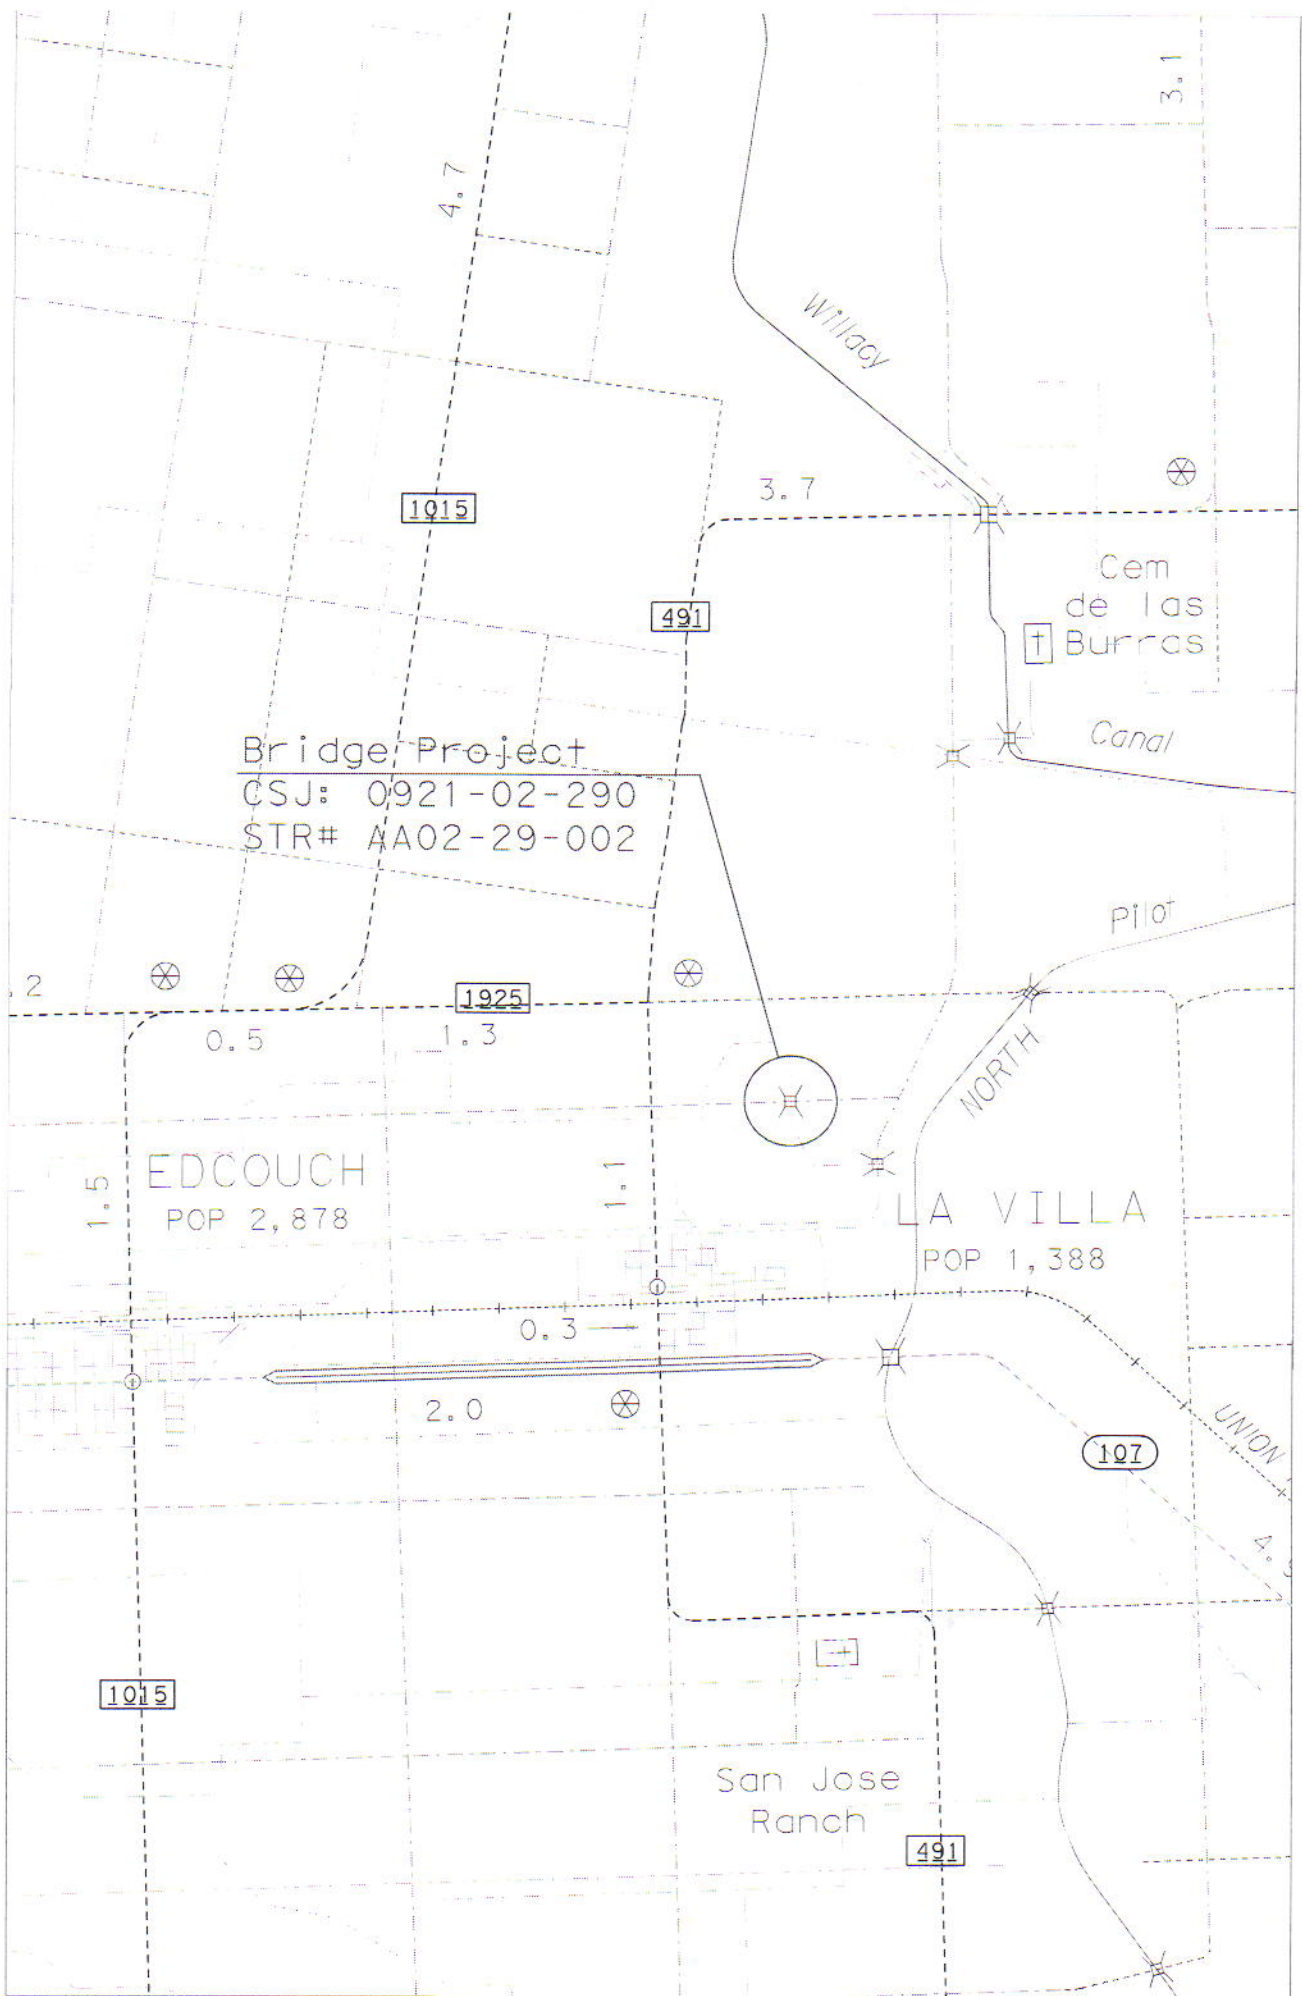 3.1
4.7
Willacy
3.7
1015
491
Cem
de las
Burras
Canal
Bridge Project
CSJ: 0921-02-290
STR# AA02-29-002
Pilot
.2
1925
0.5
1.3
NORTH
EDCOUCH
POP 2,878
1.5
1.1
LA VILLA
POP 1,388
0.3
2.0
107
UNION
4.
1015
San Jose
Ranch
491